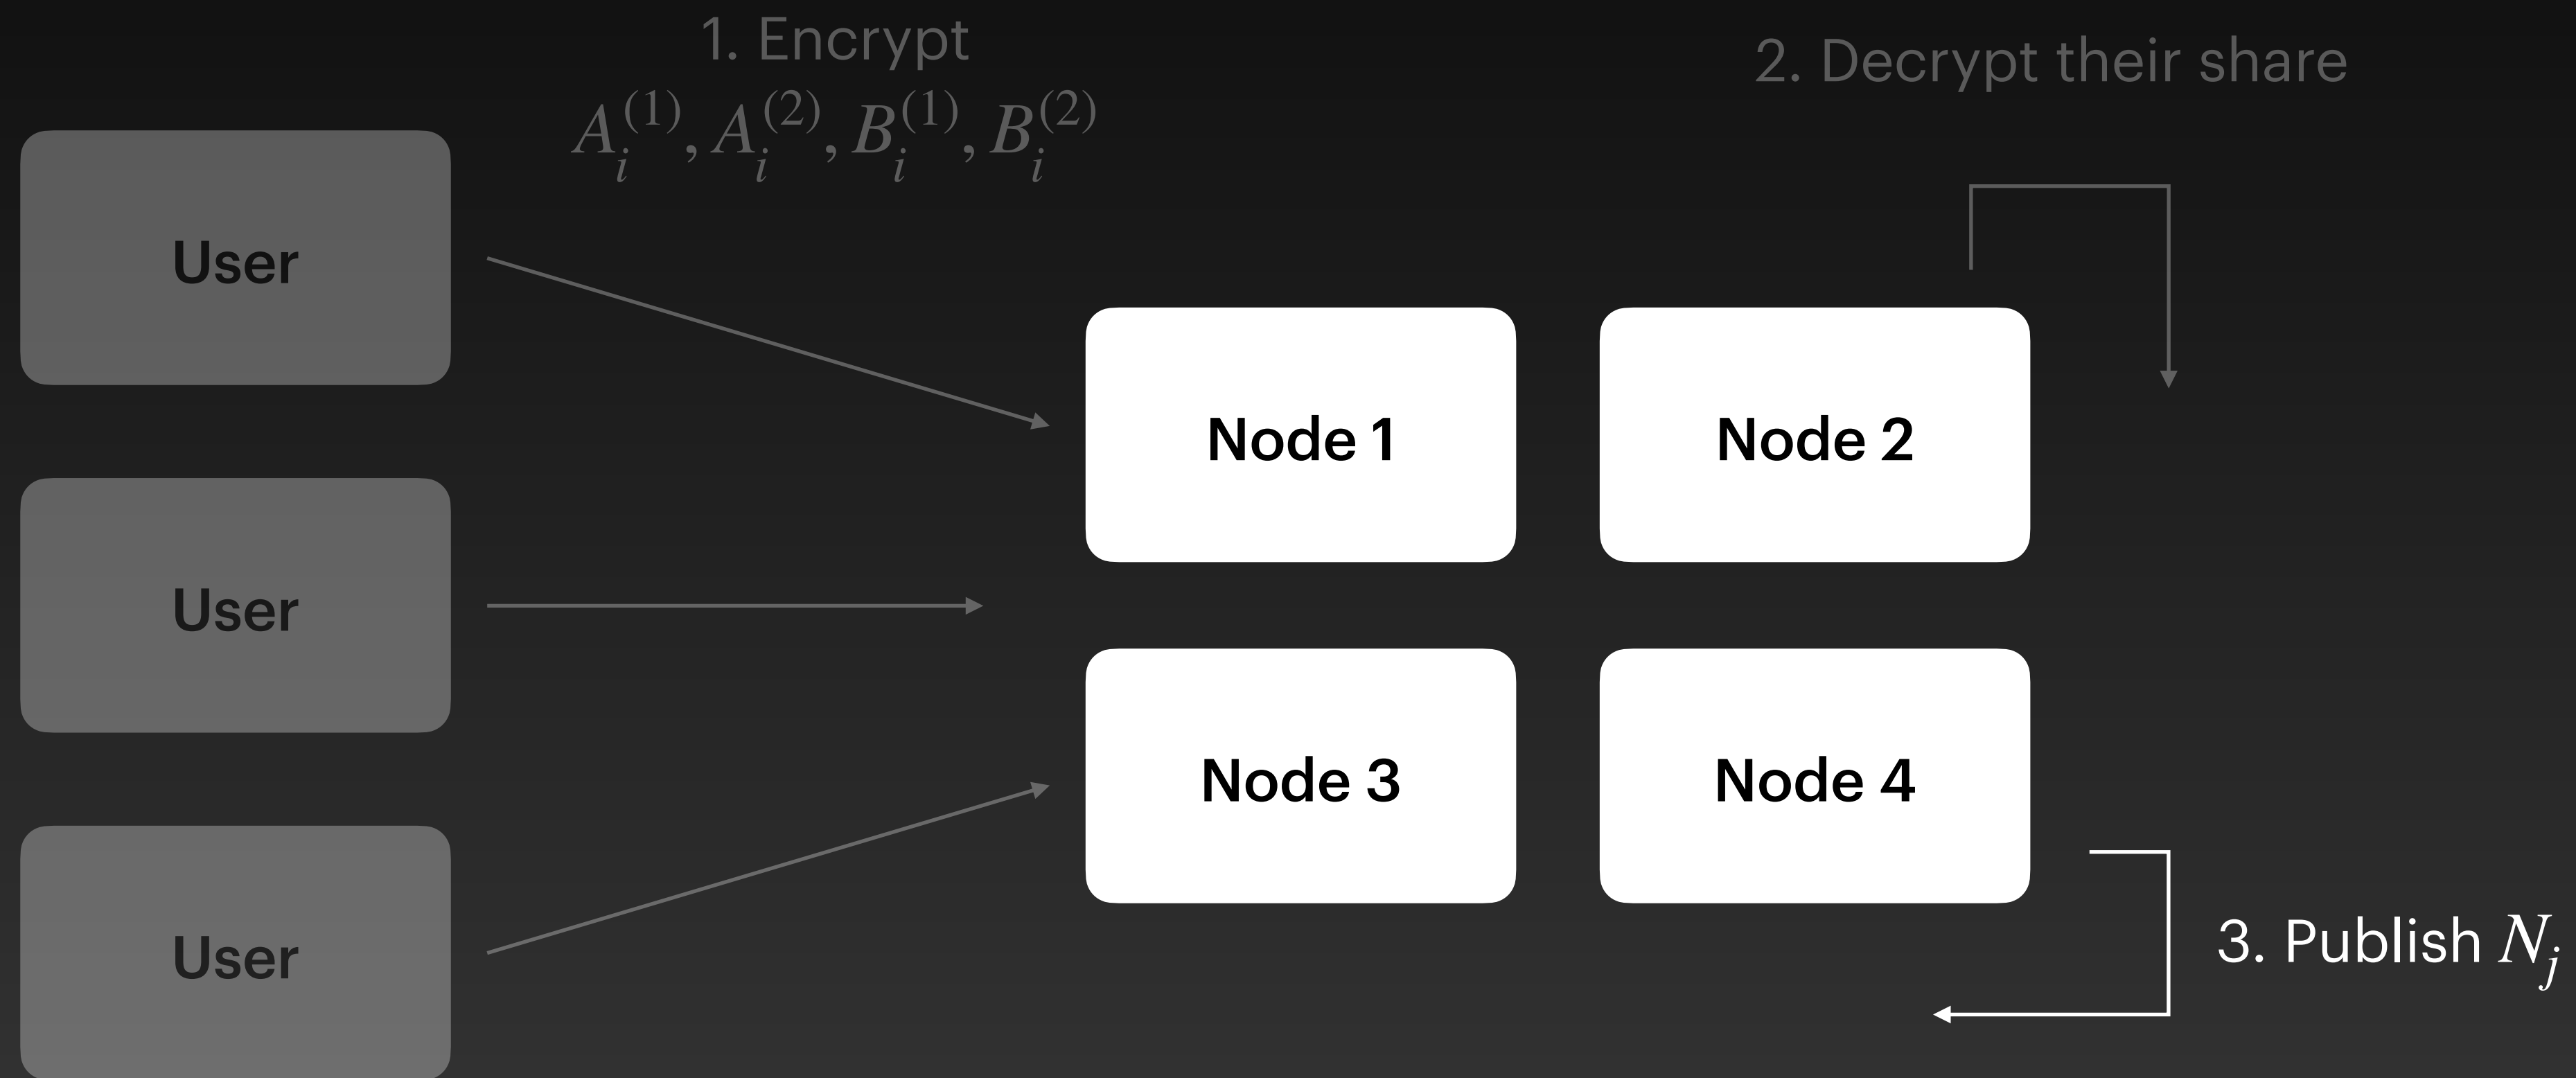 1. Encrypt
A_i^{(1)}, A_i^{(2)}, B_i^{(1)}, B_i^{(2)}
2. Decrypt their share
User
Node 1
Node 2
User
Node 3
Node 4
User
3. Publish N_j